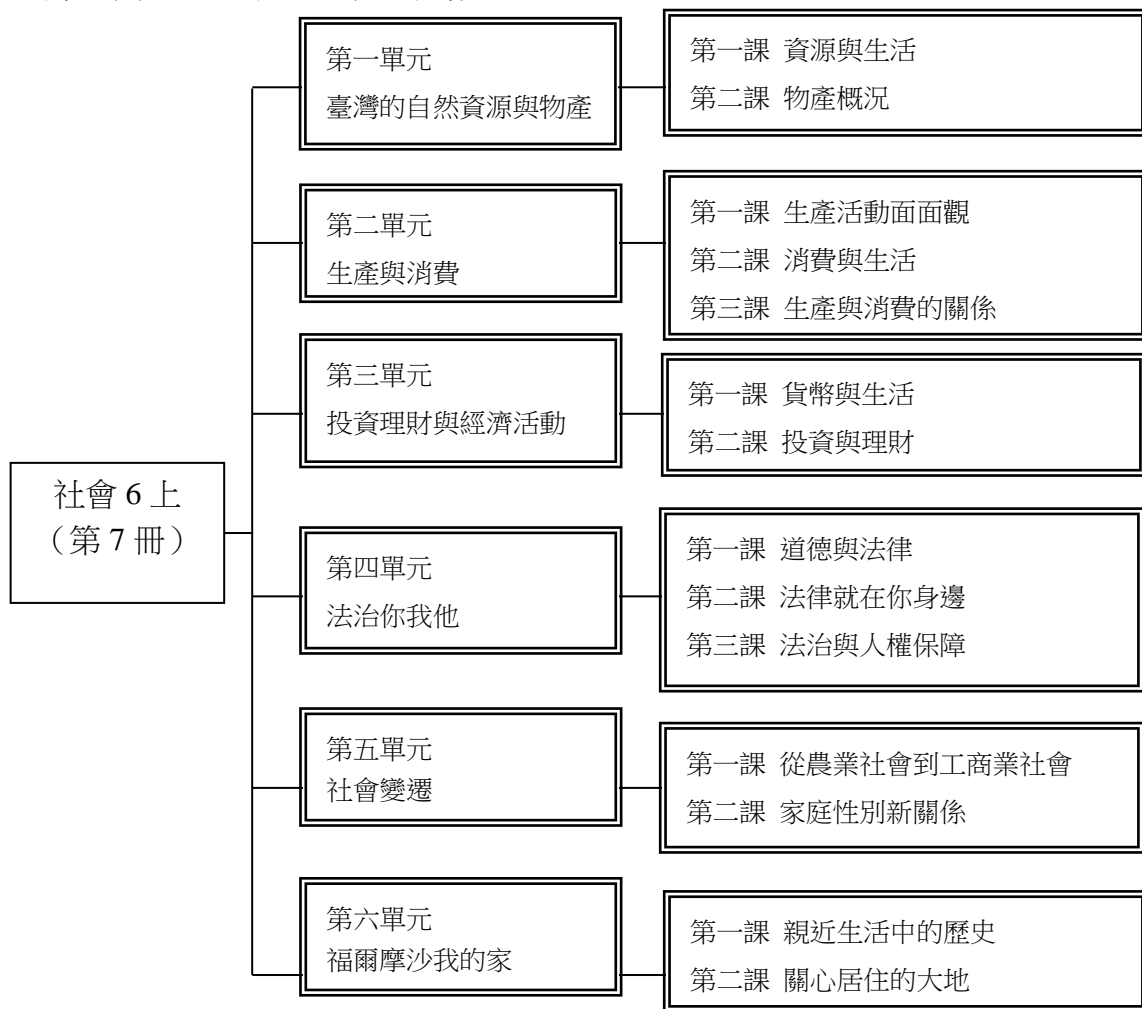 社會 6 上
（第 7 冊）
第一單元
臺灣的自然資源與物產
第一課 資源與生活
第二課 物產概況
第二單元
生產與消費
第一課 生產活動面面觀
第二課 消費與生活
第三課 生產與消費的關係
第三單元
投資理財與經濟活動
第一課 貨幣與生活
第二課 投資與理財
第四單元
法治你我他
第一課 道德與法律
第二課 法律就在你身邊
第三課 法治與人權保障
第五單元
社會變遷
第一課 從農業社會到工商業社會
第二課 家庭性別新關係
第六單元
福爾摩沙我的家
第一課 親近生活中的歷史
第二課 關心居住的大地